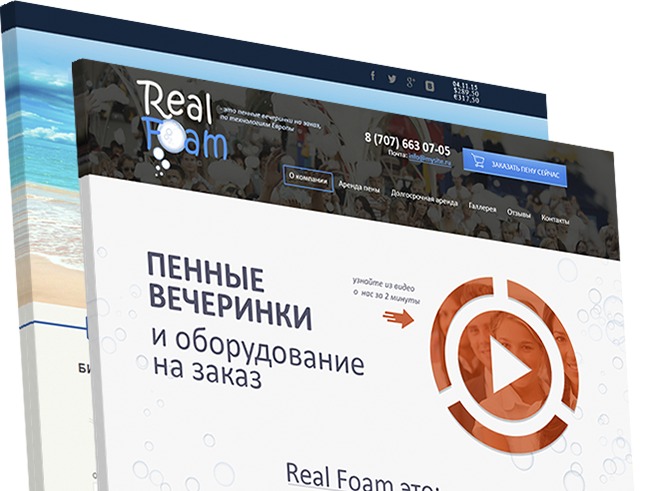 04.11.15
$289,50
€317,50
Real
Foam
- это пенные вечеринки на заказ,
по технологиям Европы
8 (707) 663 07-05
Почта: info@mysite.ru
ЗАКАЗАТЬ ПЕНУ СЕЙЧАС
О компании
Аренда пены
Долгосрочная аренда
Галлерея
Отзывы
Контакты
ПЕННЫЕ
ВЕЧЕРИНКИ
и оборудование
на заказ
узнайте из видео
о нас за 2 минуты
Real Foam это: